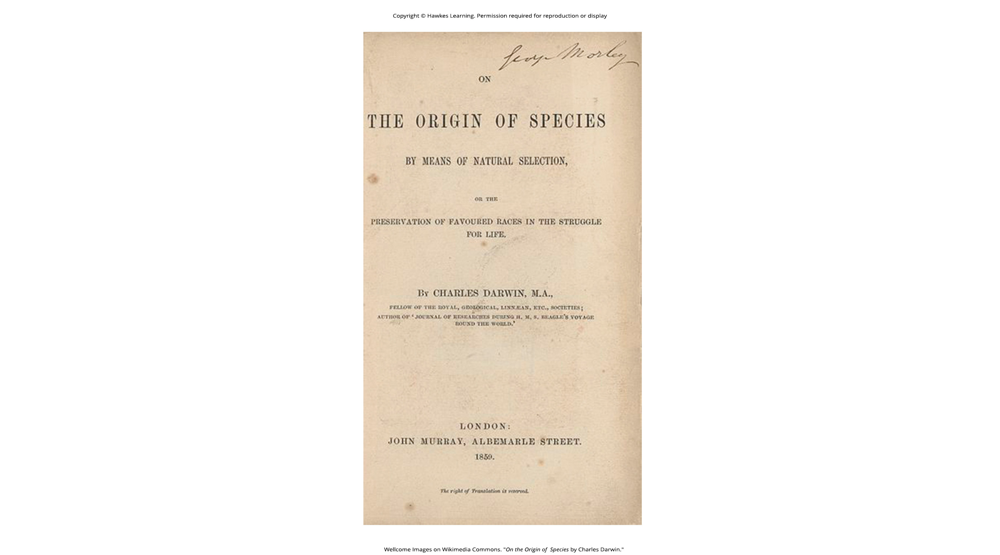 Copyright © Hawkes Learning. Permission required for reproduction or display
George Morley
ON
THE ORIGIN OF SPECIES
BY MEANS OF NATURAL SELECTION,
OR THE
PRESERVATION OF FAVOURED RACES IN THE STRUGGLE
FOR LIFE.
By CHARLES DARWIN, M.A.,
FELLOW OF THE ROYAL, GEOLOGICAL, LINNÆAN, ETC., SOCIETIES;
AUTHOR OF ‘JOURNAL OF RESEARCHES DURING H. M. S. BEAGLE’S VOYAGE
ROUND THE WORLD.’
LONDON:
JOHN MURRAY, ALBEMARLE STREET.
1859.
The right of Translation is reserved.
Wellcome Images on Wikimedia Commons. "On the Origin of Species by Charles Darwin."